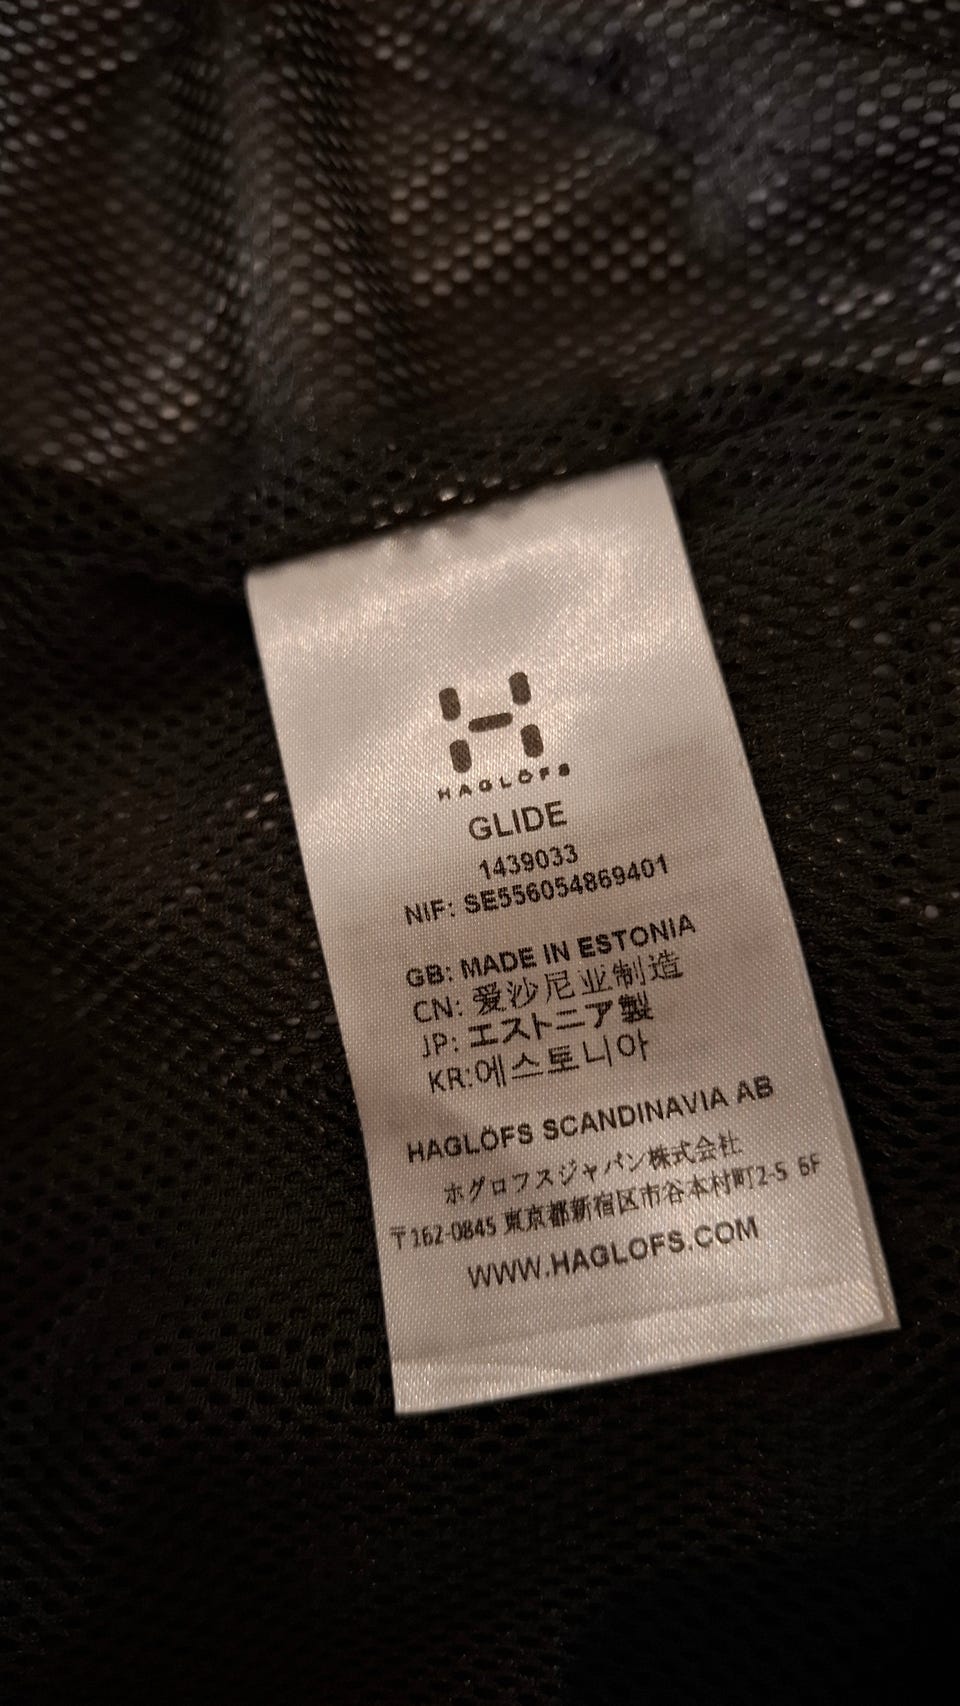 HAGLÖFS
GLIDE
1439033
NIF: SE556054869401
GB: MADE IN ESTONIA
CN: 爱沙尼亚制造
JP: エストニア製
KR:에스토니아
HAGLÖFS SCANDINAVIA AB
ホグロフスジャパン株式会社
〒162-0845 東京都新宿区市谷本村町2-5 6F
WWW.HAGLOFS.COM